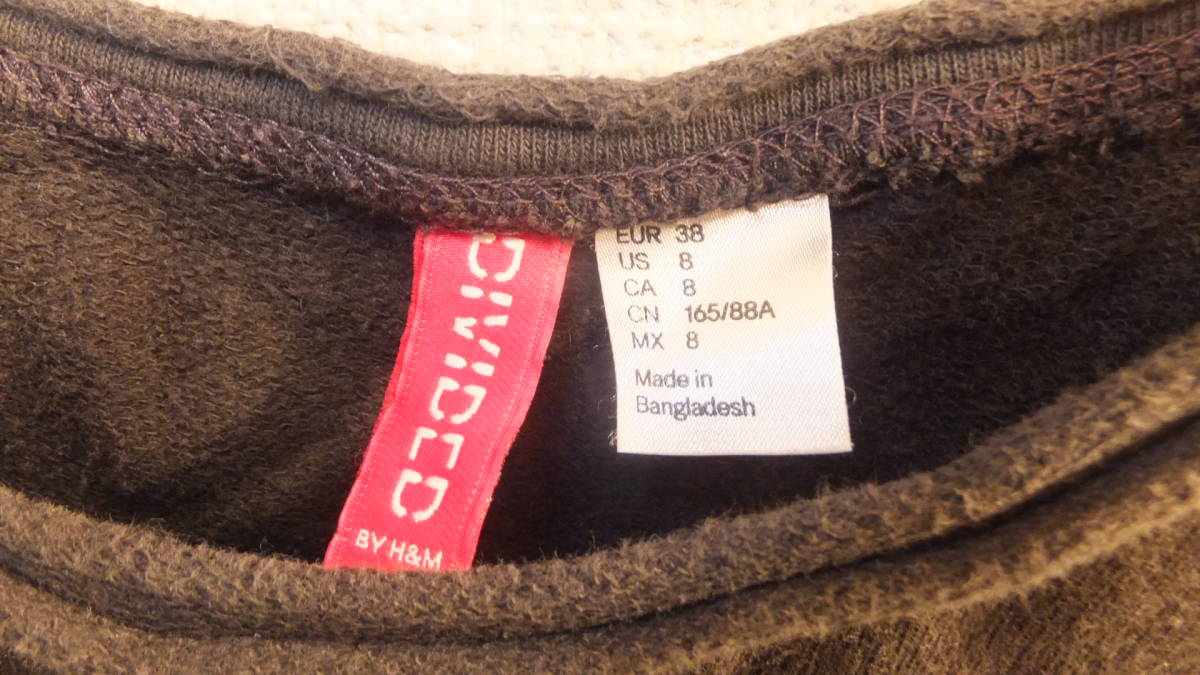 DIVIDED
BY H&M
EUR 38
US 8
CA 8
CN 165/88A
MX 8
Made in
Bangladesh